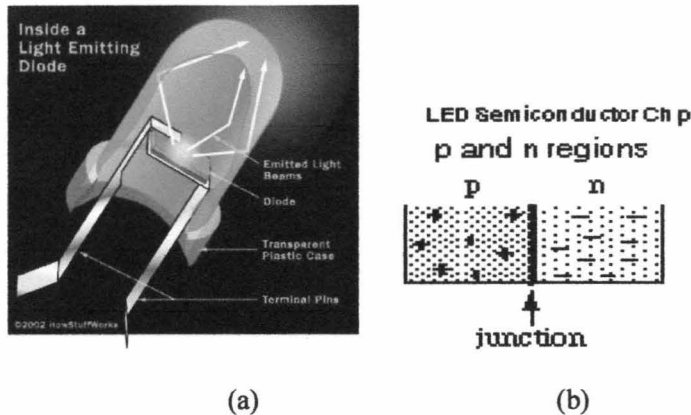 Inside a
Light Emitting
Diode
Emitted Light
Beams
Diode
Transparent
Plastic Case
Terminal Pins
©2002 HowStuffWorks
(a)
LED Semiconductor Chip
p and n regions
p n
junction
(b)